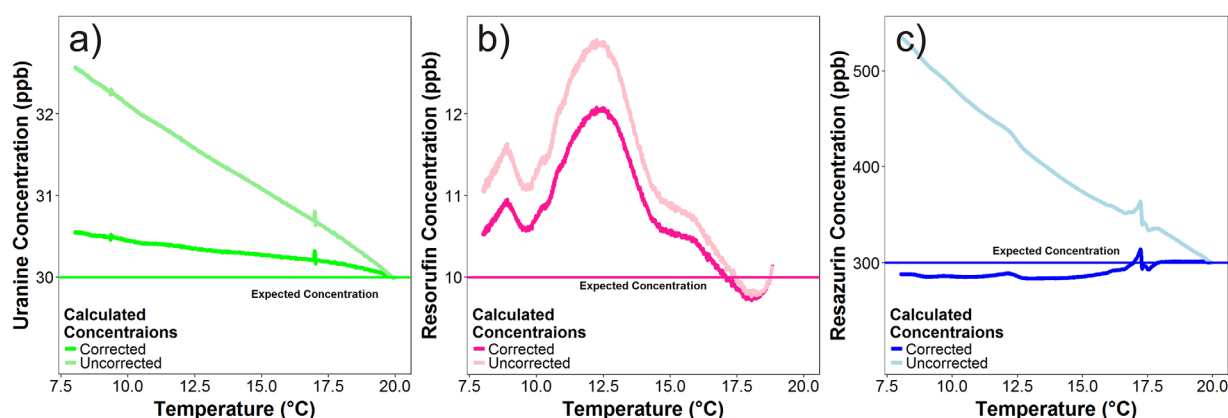 a)
Uranine Concentration (ppb)
32
31
30
Expected Concentration
Calculated
Concentraions
Corrected
Uncorrected
7.5 10.0 12.5 15.0 17.5 20.0
Temperature (°C)
b)
Resorufin Concentration (ppb)
12
11
10
Expected Concentration
Calculated
Concentraions
Corrected
Uncorrected
7.5 10.0 12.5 15.0 17.5 20.0
Temperature (°C)
c)
Resazurin Concentration (ppb)
500
400
300
Expected Concentration
Calculated
Concentraions
Corrected
Uncorrected
7.5 10.0 12.5 15.0 17.5 20.0
Temperature (°C)